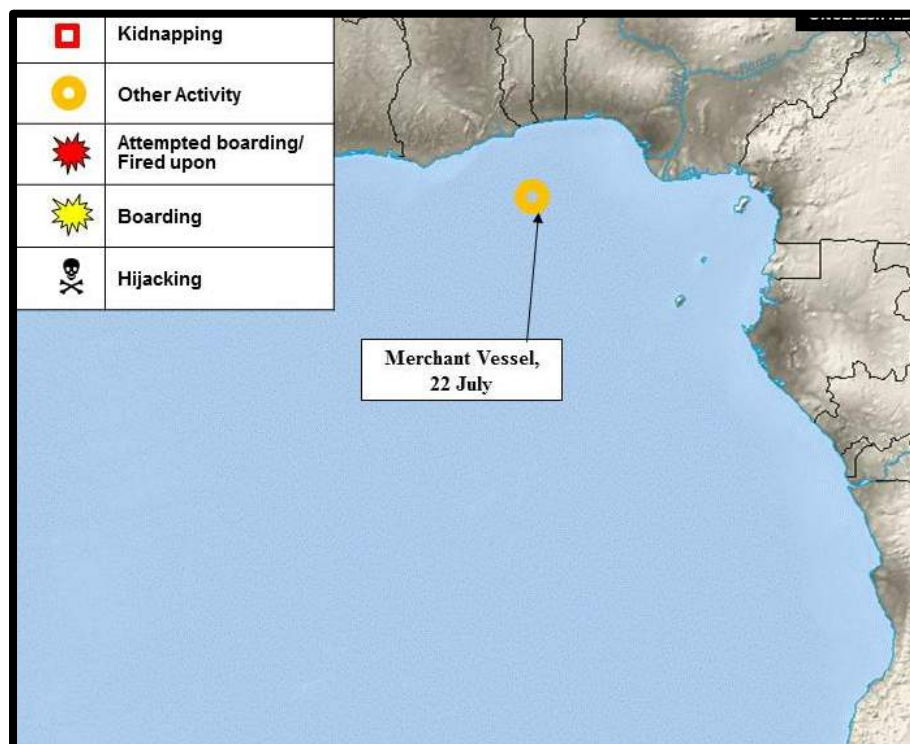 Kidnapping
Other Activity
Attempted boarding/
Fired upon
Boarding
Hijacking
Merchant Vessel,
22 July